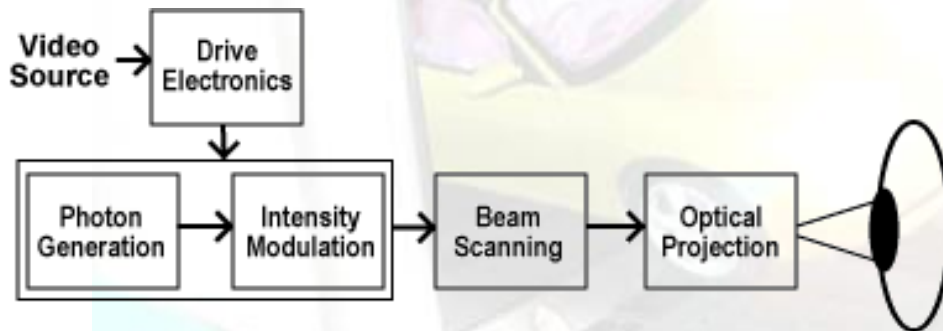 Video
Source
Drive
Electronics
Photon
Generation
Intensity
Modulation
Beam
Scanning
Optical
Projection